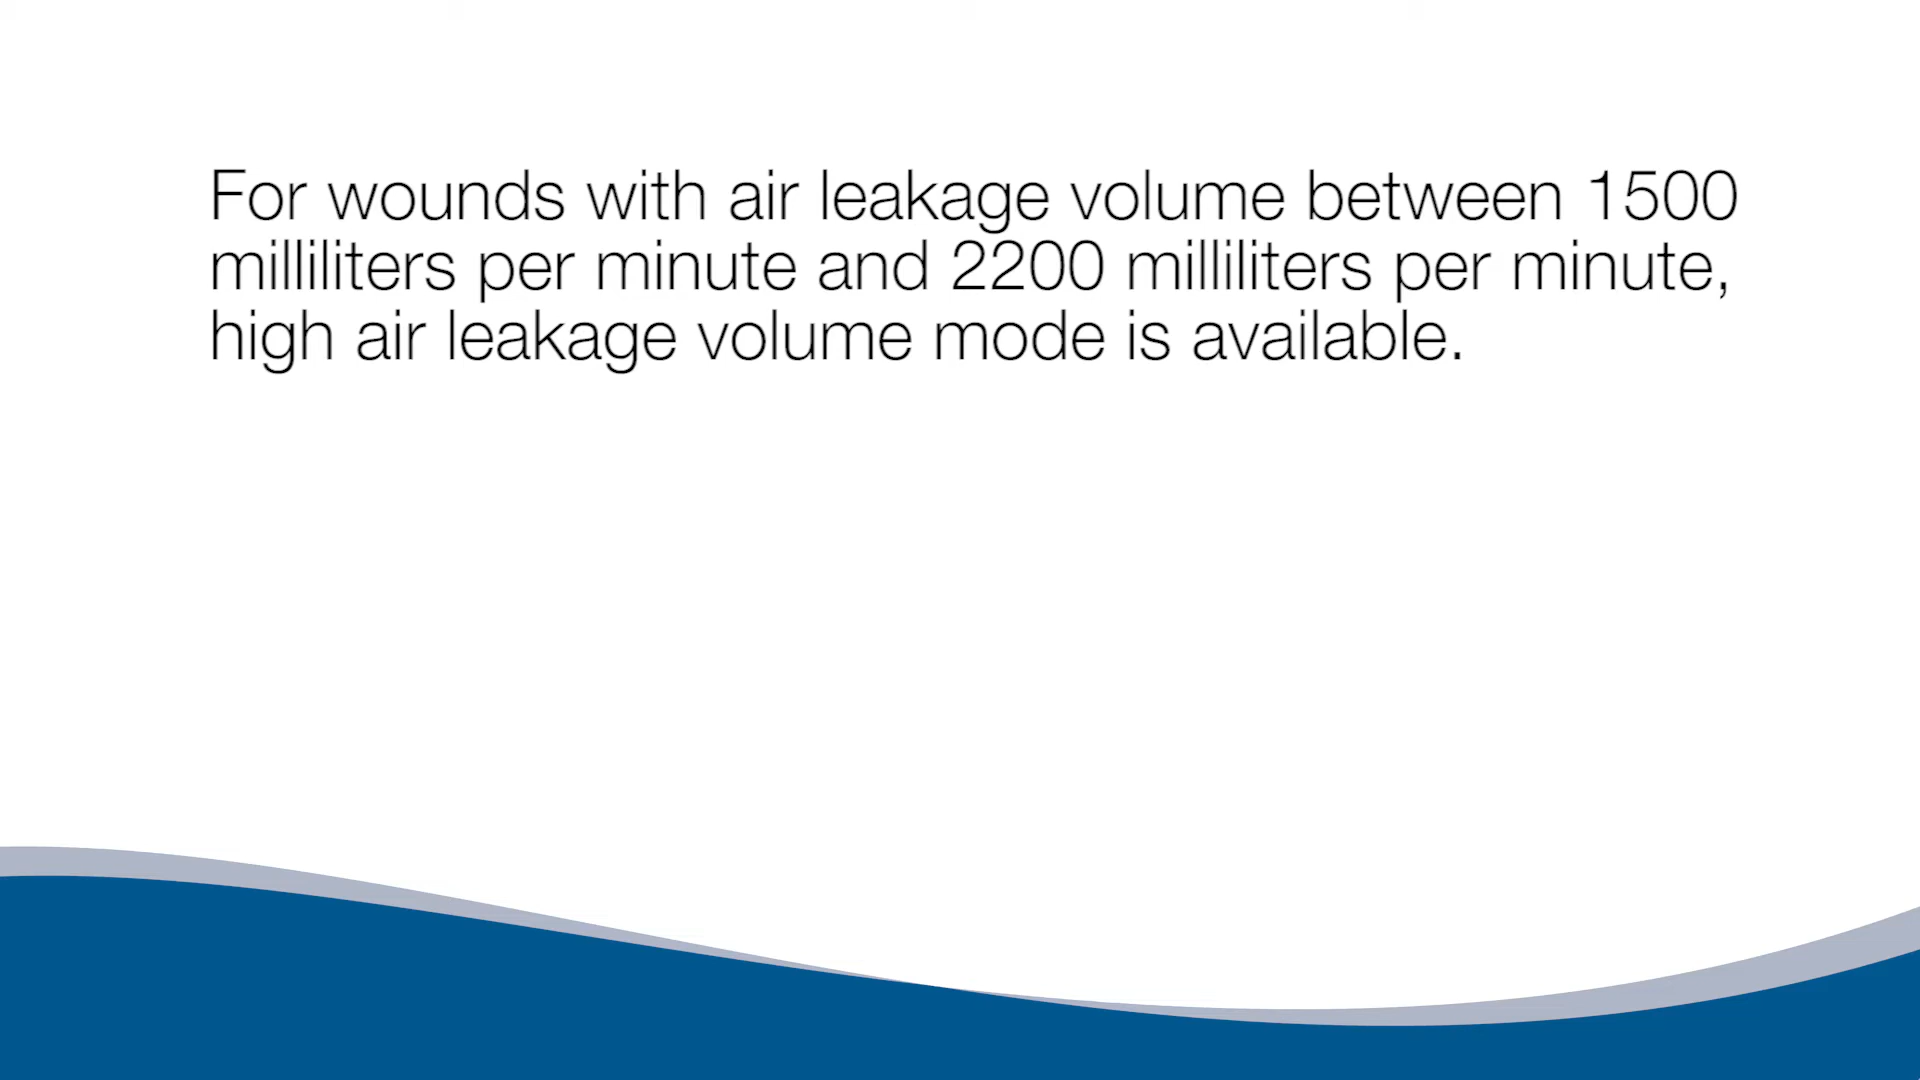 For wounds with air leakage volume between 1500
milliliters per minute and 2200 milliliters per minute,
high air leakage volume mode is available.